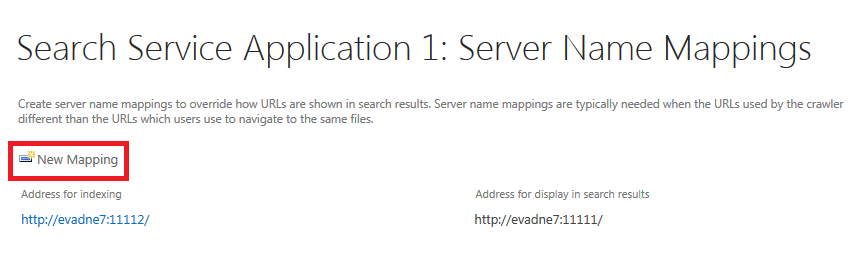 Search Service Application 1: Server Name Mappings
Create server name mappings to override how URLs are shown in search results. Server name mappings are typically needed when the URLs used by the crawler
different than the URLs which users use to navigate to the same files.
New Mapping
Address for indexing Address for display in search results
http://evadne7:11112/ http://evadne7:11111/